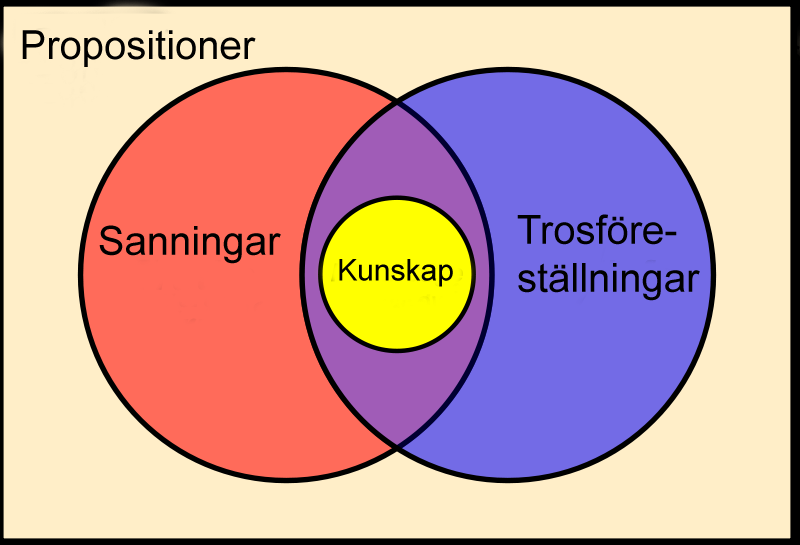 Propositioner
Sanningar
Kunskap
Trosföre-
ställningar